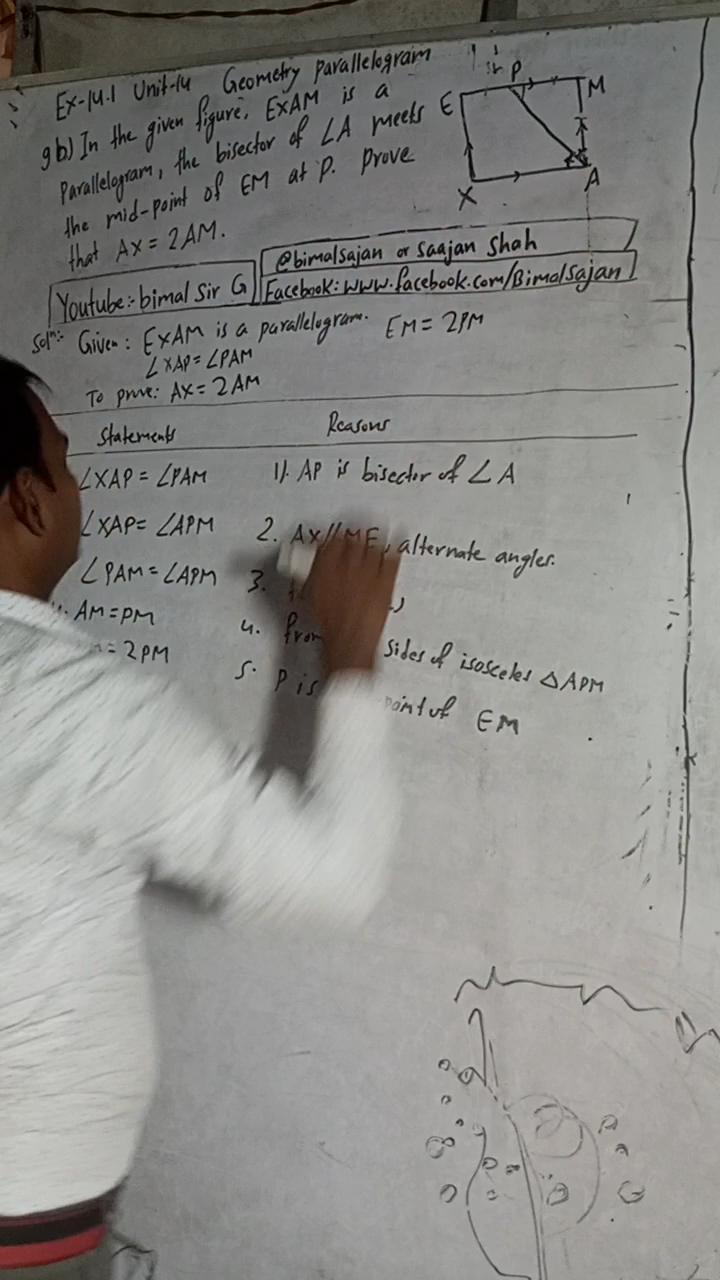 Ex-14.1 Unit-14 Geometry Parallelogram
9b) In the given figure, EXAM is a
Parallelogram, the bisector of ∠A meets
the mid-point of EM at P. Prove
that AX = 2AM.
E P M
X A
Youtube:- bimal Sir G
@bimalsajan or Saajan Shah
Facebook: www.facebook.com/Bimalsajan
Solⁿ:- Given: EXAM is a parallelogram. EM = 2PM
∠XAP = ∠PAM
To prove: AX = 2AM
Statements Reasons
∠XAP = ∠PAM 1). AP is bisector of ∠A
∠XAP = ∠APM 2. AX//ME, alternate angles.
∠PAM = ∠APM 3.
AM = PM 4. from sides of isosceles △APM
= 2PM 5. P is point of EM